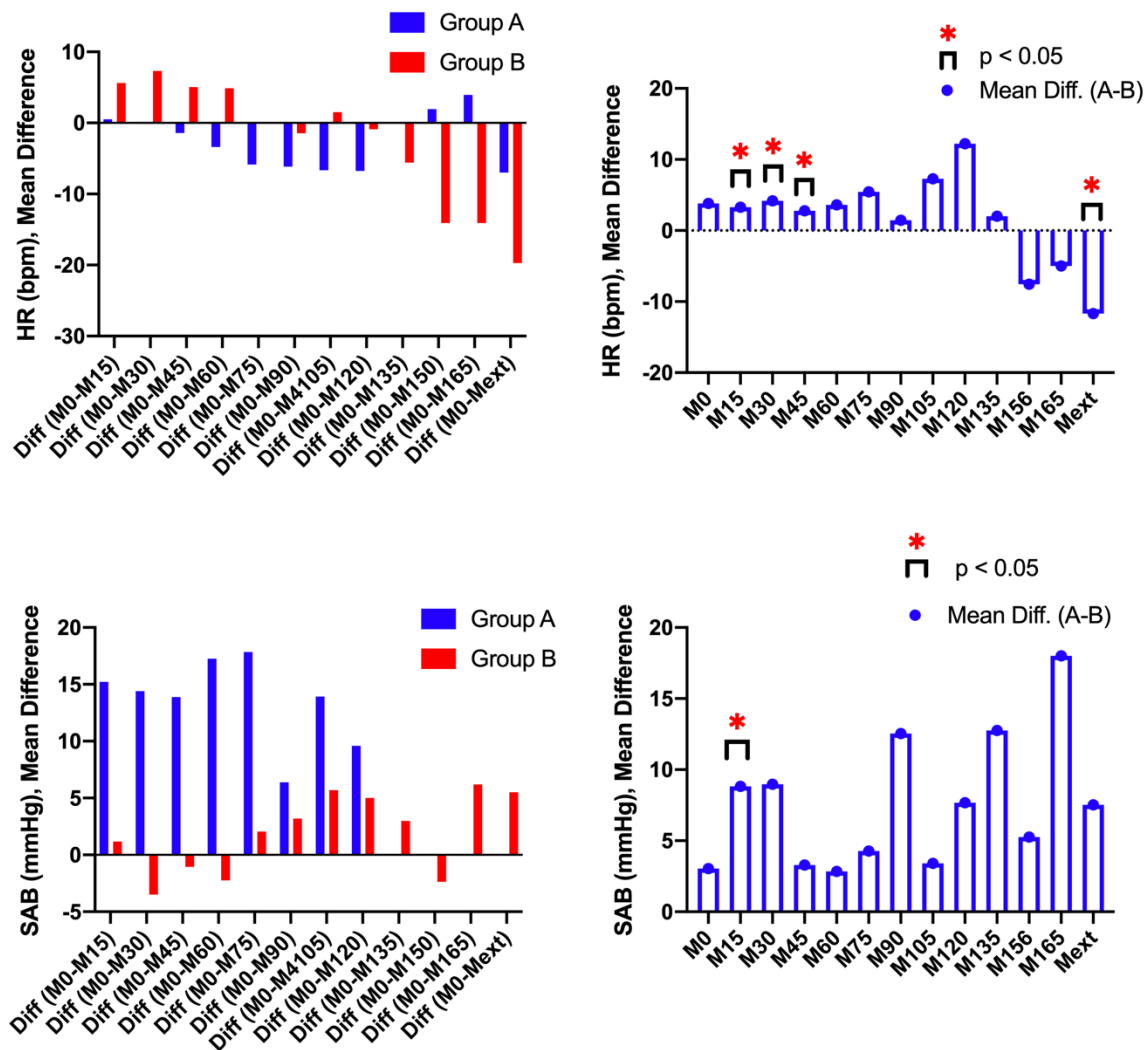 Group A
Group B
HR (bpm), Mean Difference
10
0
-10
-20
-30
Diff (M0-M15)
Diff (M0-M30)
Diff (M0-M45)
Diff (M0-M60)
Diff (M0-M75)
Diff (M0-M90)
Diff (M0-M4105)
Diff (M0-M120)
Diff (M0-M135)
Diff (M0-M150)
Diff (M0-M165)
Diff (M0-Mext)
*
p < 0.05
Mean Diff. (A-B)
HR (bpm), Mean Difference
20
10
0
-10
-20
*
*
*
*
M0
M15
M30
M45
M60
M75
M90
M105
M120
M135
M156
M165
Mext
Group A
Group B
SAB (mmHg), Mean Difference
20
15
10
5
0
-5
Diff (M0-M15)
Diff (M0-M30)
Diff (M0-M45)
Diff (M0-M60)
Diff (M0-M75)
Diff (M0-M90)
Diff (M0-M4105)
Diff (M0-M120)
Diff (M0-M135)
Diff (M0-M150)
Diff (M0-M165)
Diff (M0-Mext)
*
p < 0.05
Mean Diff. (A-B)
SAB (mmHg), Mean Difference
20
15
10
5
0
*
M0
M15
M30
M45
M60
M75
M90
M105
M120
M135
M156
M165
Mext